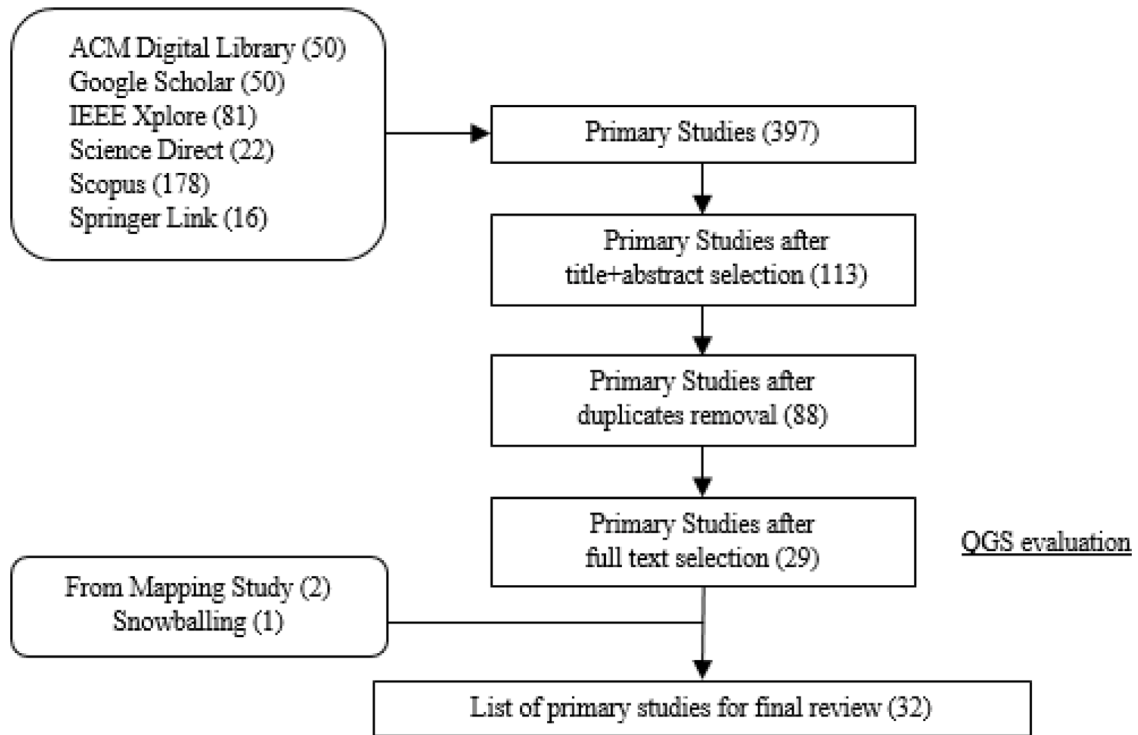 ACM Digital Library (50)
Google Scholar (50)
IEEE Xplore (81)
Science Direct (22)
Scopus (178)
Springer Link (16)
Primary Studies (397)
Primary Studies after
title+abstract selection (113)
Primary Studies after
duplicates removal (88)
Primary Studies after
full text selection (29)
QGS evaluation
From Mapping Study (2)
Snowballing (1)
List of primary studies for final review (32)